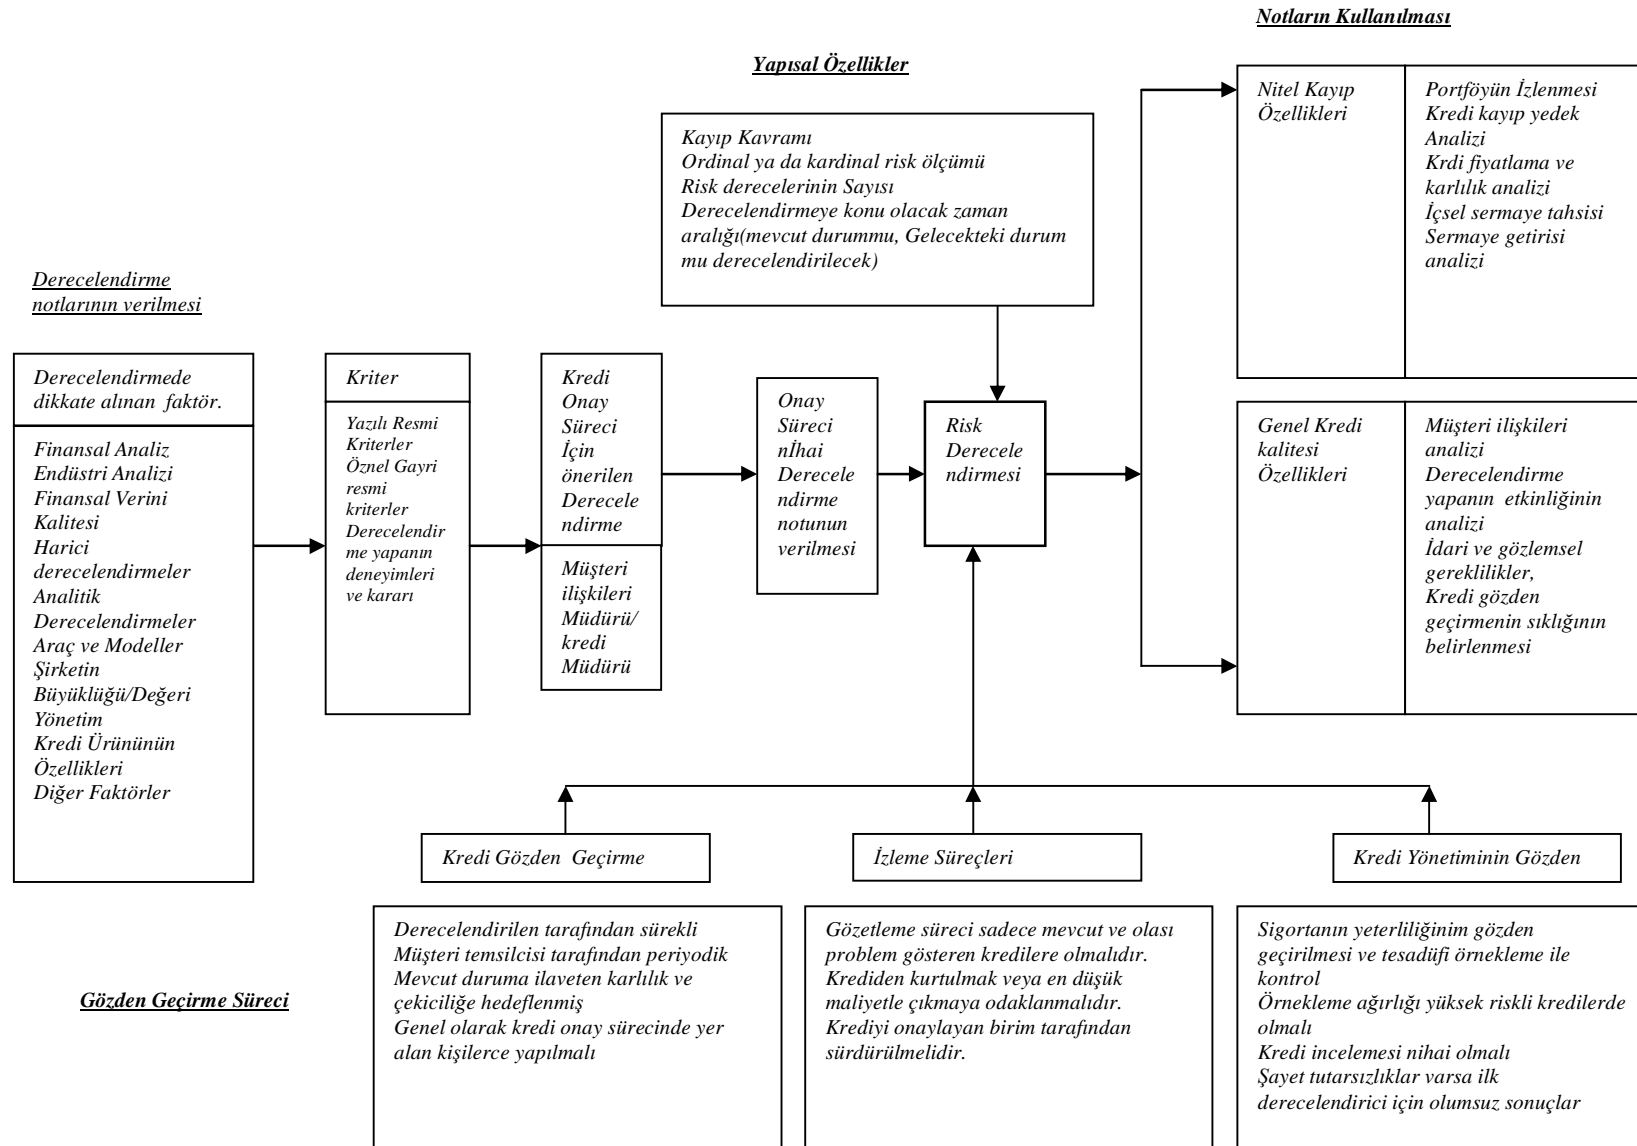 Notların Kullanılması
Yapısal Özellikler
Nitel Kayıp
Özellikleri
Portföyün İzlenmesi
Kredi kayıp yedek
Analizi
Krdi fiyatlama ve
karlılık analizi
İçsel sermaye tahsisi
Sermaye getirisi
analizi
Kayıp Kavramı
Ordinal ya da kardinal risk ölçümü
Risk derecelerinin Sayısı
Derecelendirmeye konu olacak zaman
aralığı(mevcut durummu, Gelecekteki durum
mu derecelendirilecek)
Derecelendirme
notlarının verilmesi
Derecelendirmede
dikkate alınan faktör.
Finansal Analiz
Endüstri Analizi
Finansal Verini
Kalitesi
Harici
derecelendirmeler
Analitik
Derecelendirmeler
Araç ve Modeller
Şirketin
Büyüklüğü/Değeri
Yönetim
Kredi Ürününün
Özellikleri
Diğer Faktörler
Kriter
Yazılı Resmi
Kriterler
Öznel Gayri
resmi
kriterler
Derecelendir
me yapanın
deneyimleri
ve kararı
Kredi
Onay
Süreci
İçin
önerilen
Derecele
ndirme
Müşteri
ilişkileri
Müdürü/
kredi
Müdürü
Onay
Süreci
nİhai
Derecele
ndirme
notunun
verilmesi
Risk
Derecele
ndirmesi
Genel Kredi
kalitesi
Özellikleri
Müşteri ilişkileri
analizi
Derecelendirme
yapanın etkinliğinin
analizi
İdari ve gözlemsel
gereklilikler,
Kredi gözden
geçirmenin sıklığının
belirlenmesi
Kredi Gözden Geçirme
İzleme Süreçleri
Kredi Yönetiminin Gözden
Gözden Geçirme Süreci
Derecelendirilen tarafından sürekli
Müşteri temsilcisi tarafından periyodik
Mevcut duruma ilaveten karlılık ve
çekiciliğe hedeflenmiş
Genel olarak kredi onay sürecinde yer
alan kişilerce yapılmalı
Gözetleme süreci sadece mevcut ve olası
problem gösteren kredilere olmalıdır.
Krediden kurtulmak veya en düşük
maliyetle çıkmaya odaklanmalıdır.
Krediyi onaylayan birim tarafından
sürdürülmelidir.
Sigortanın yeterliliğinim gözden
geçirilmesi ve tesadüfi örnekleme ile
kontrol
Örnekleme ağırlığı yüksek riskli kredilerde
olmalı
Kredi incelemesi nihai olmalı
Şayet tutarsızlıklar varsa ilk
derecelendirici için olumsuz sonuçlar